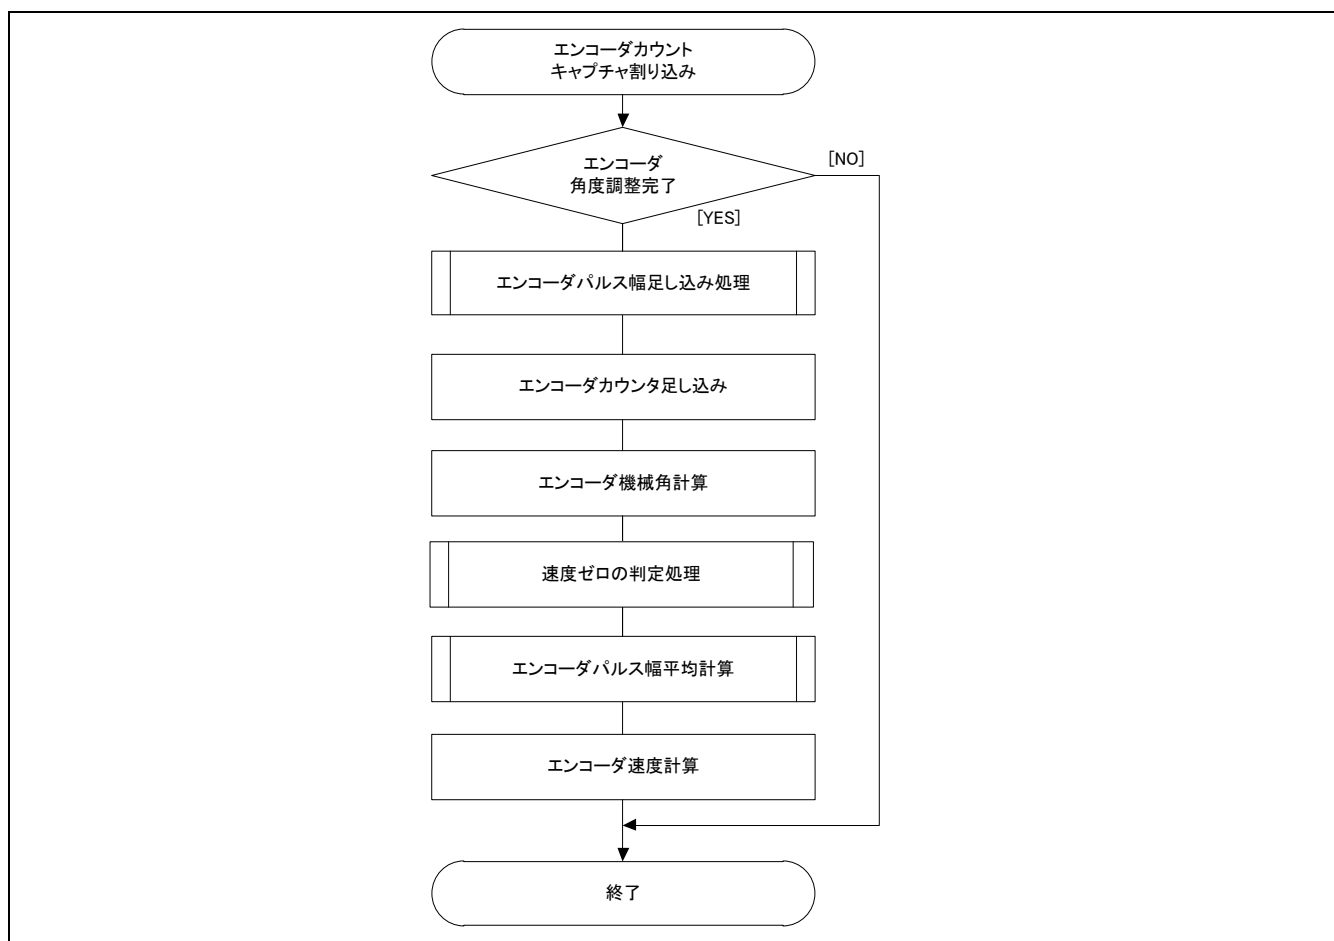 エンコーダカウント
キャプチャ割り込み
エンコーダ
角度調整完了
[NO]
[YES]
エンコーダパルス幅足し込み処理
エンコーダカウンタ足し込み
エンコーダ機械角計算
速度ゼロの判定処理
エンコーダパルス幅平均計算
エンコーダ速度計算
終了